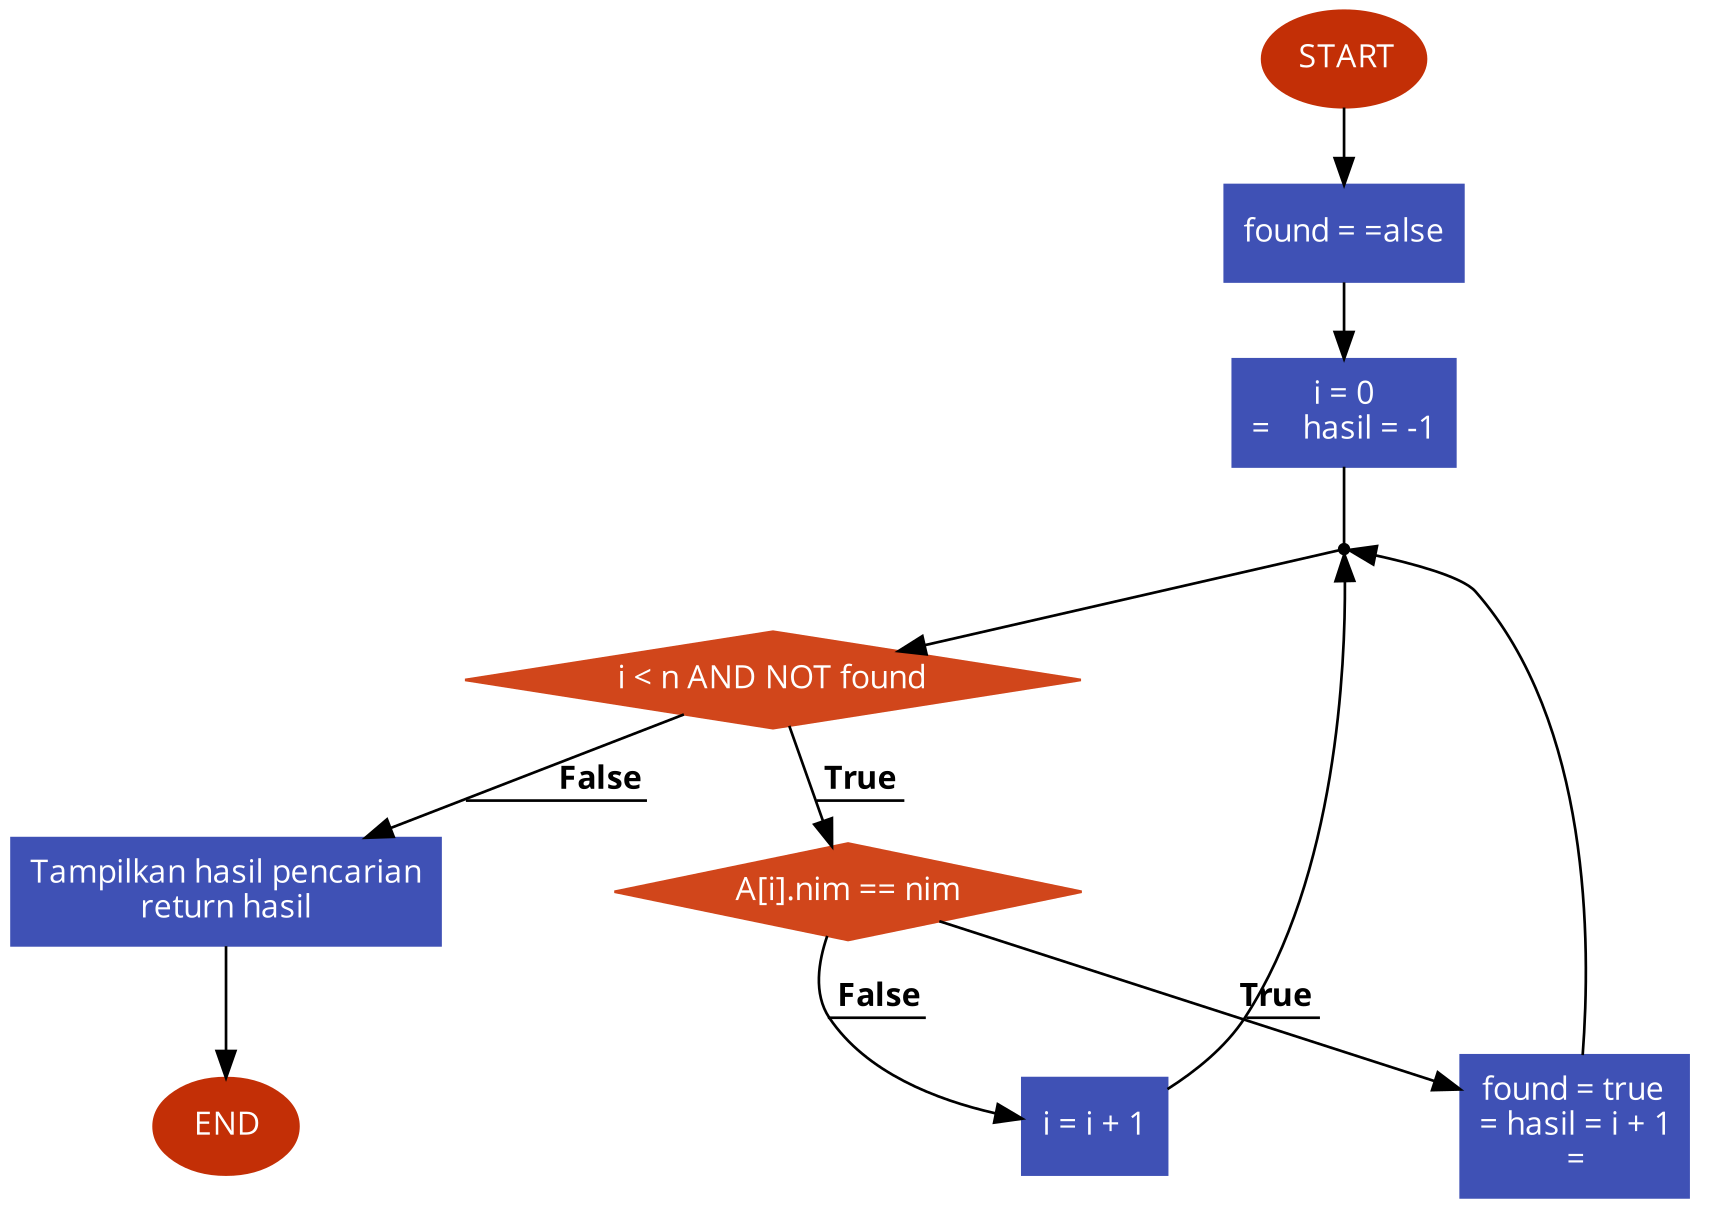 START
found = =alse
i = 0
=    hasil = -1
i < n AND NOT found
False
True
Tampilkan hasil pencarian
return hasil
A[i].nim == nim
False
True
END
i = i + 1
found = true
= hasil = i + 1
=